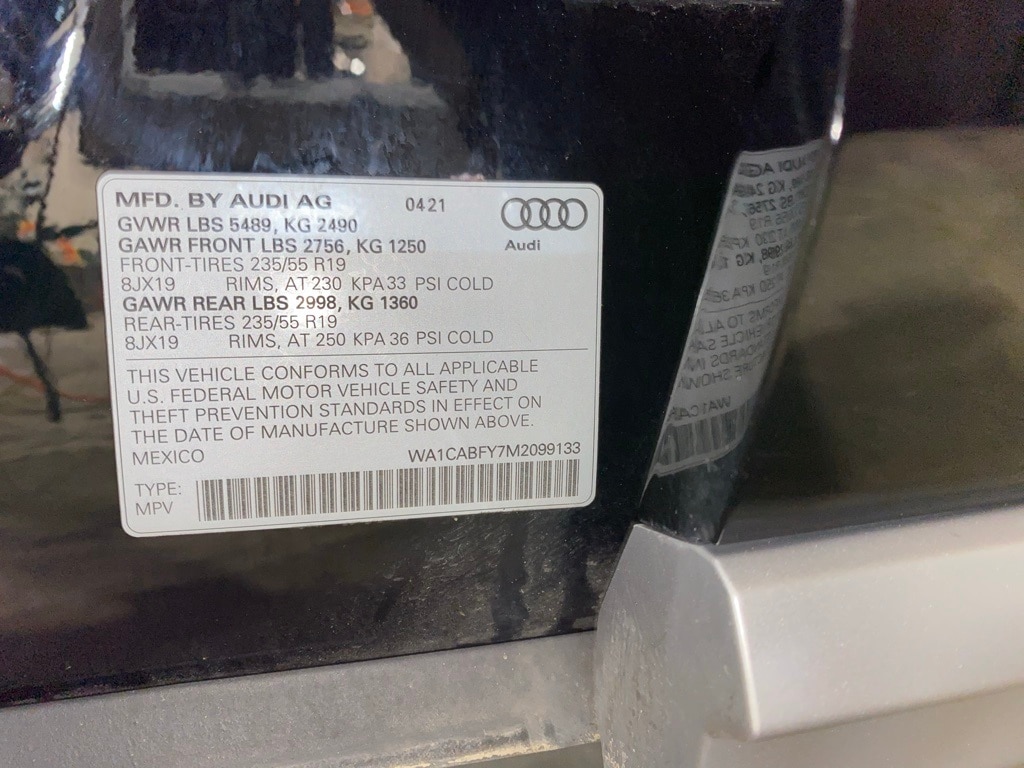 MFD. BY AUDI AG 0421
GVWR LBS 5489, KG 2490
Audi
GAWR FRONT LBS 2756, KG 1250
FRONT-TIRES 235/55 R19
8JX19 RIMS, AT 230 KPA 33 PSI COLD
GAWR REAR LBS 2998, KG 1360
REAR-TIRES 235/55 R19
8JX19 RIMS, AT 250 KPA 36 PSI COLD
THIS VEHICLE CONFORMS TO ALL APPLICABLE
U.S. FEDERAL MOTOR VEHICLE SAFETY AND
THEFT PREVENTION STANDARDS IN EFFECT ON
THE DATE OF MANUFACTURE SHOWN ABOVE.
MEXICO WA1CABFY7M2099133
TYPE:
MPV